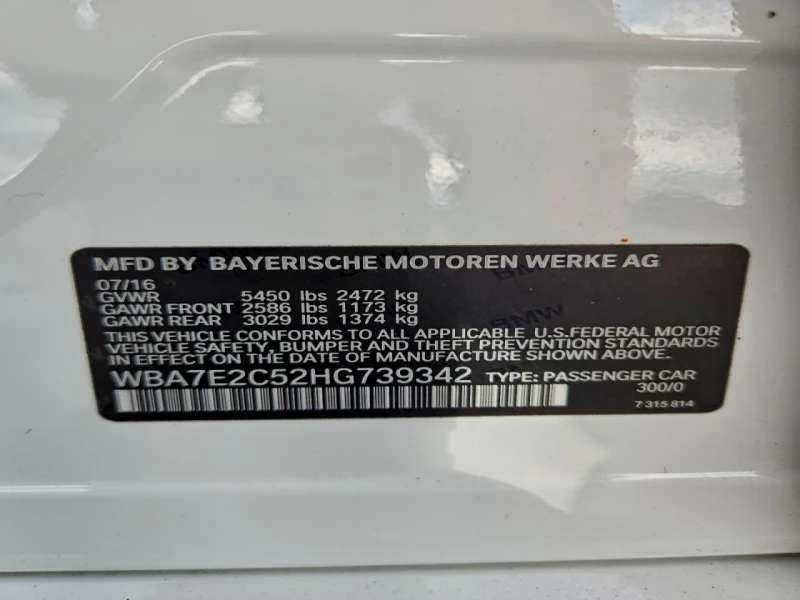 MFD BY BAYERISCHE MOTOREN WERKE AG
07/16
GVWR 5450 lbs 2472 kg
GAWR FRONT 2586 lbs 1173 kg
GAWR REAR 3029 lbs 1374 kg
THIS VEHICLE CONFORMS TO ALL APPLICABLE U.S.FEDERAL MOTOR
VEHICLE SAFETY, BUMPER AND THEFT PREVENTION STANDARDS
IN EFFECT ON THE DATE OF MANUFACTURE SHOWN ABOVE.
WBA7E2C52HG739342 TYPE: PASSENGER CAR
300/0
7 315 814
BMW